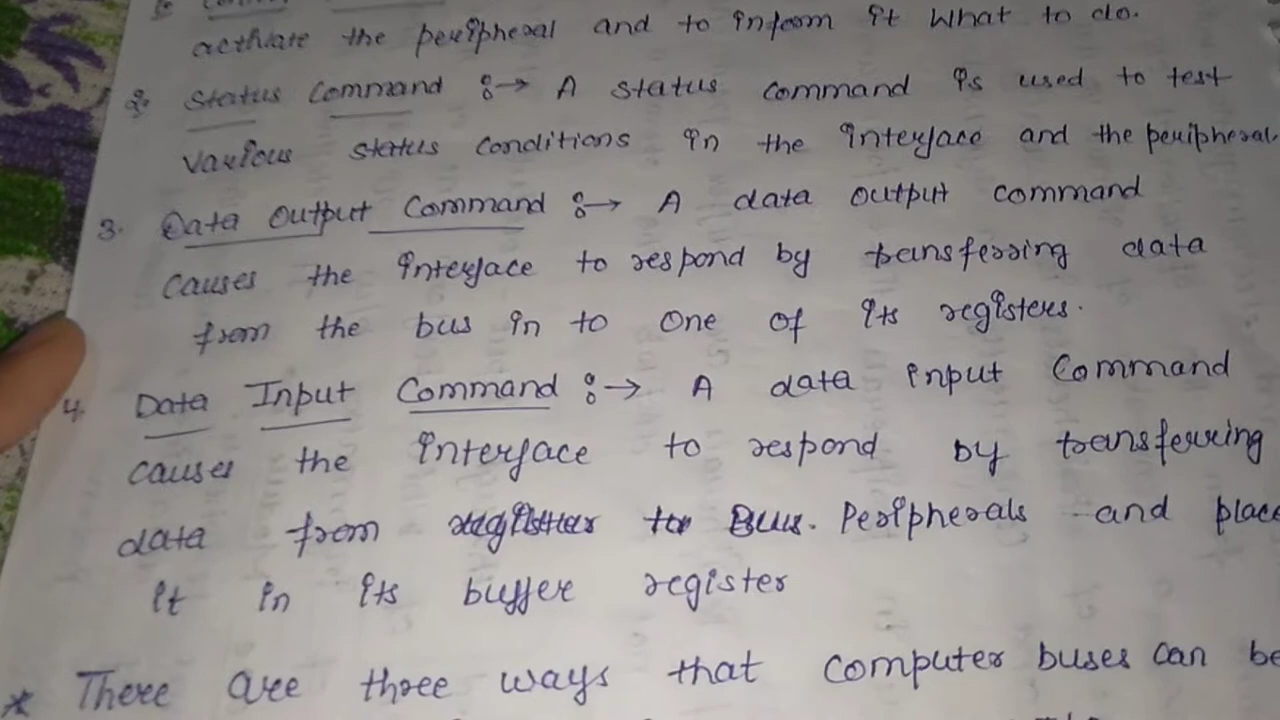 activate the peripheral and to inform it what to do.
2. Status Command :→ A status command is used to test
various status conditions in the interface and the peripheral
3. Data Output Command :→ A data output command
causes the interface to respond by transferring data
from the bus in to one of its registers.
4. Data Input Command :→ A data input Command
causes the interface to respond by transferring
data from Peripherals and place
it in its buffer register
* There are three ways that computer buses can be